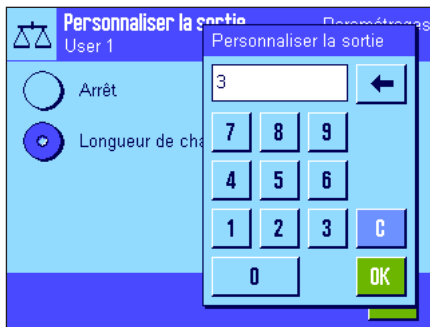 Personnaliser la sortie
User 1
Arrêt
Longueur de
Personnaliser la sortie
3
7 8 9
4 5 6
1 2 3 C
0 OK